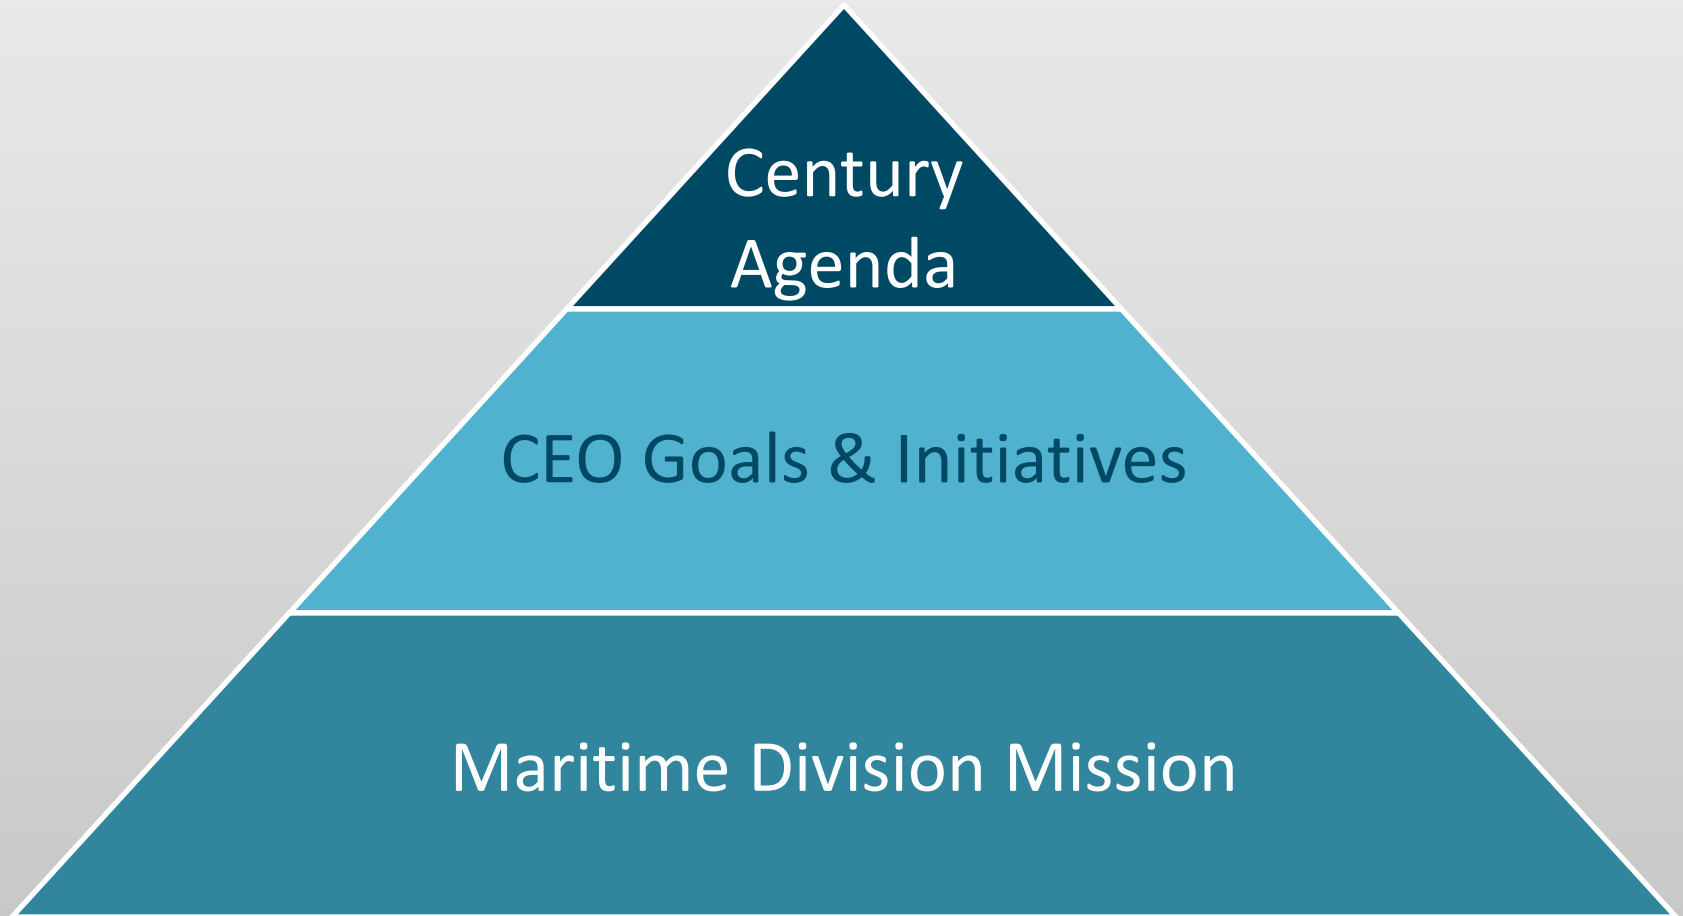 Century
Agenda
CEO Goals & Initiatives
Maritime Division Mission